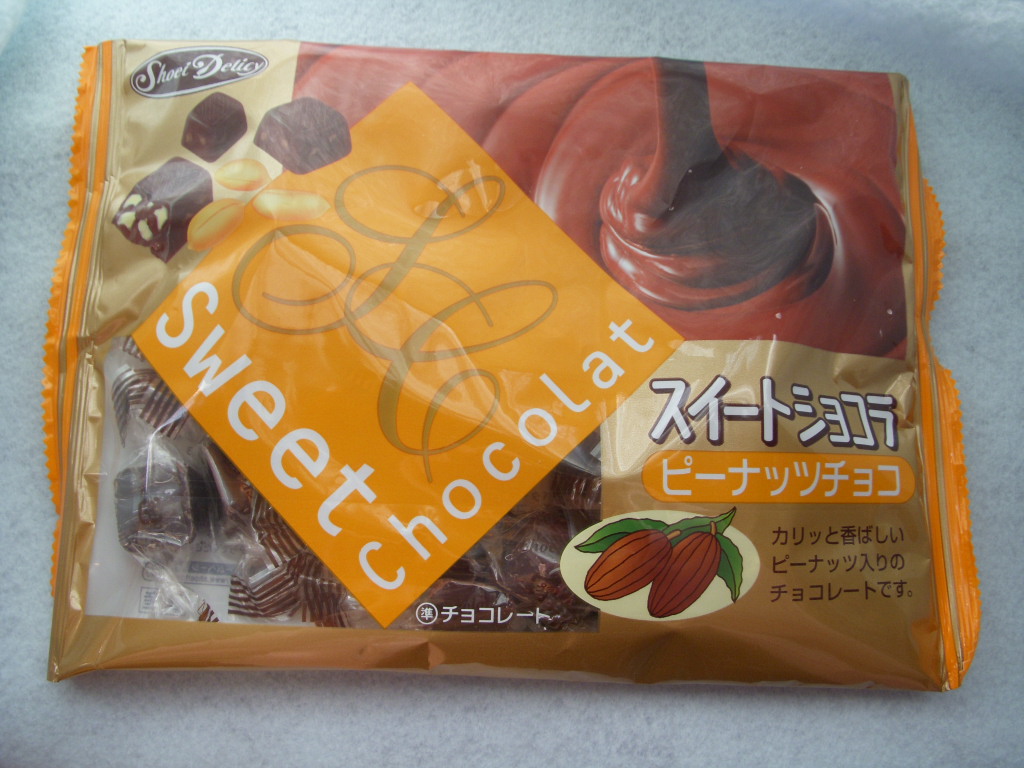 Shoei Delicy
SC
Sweet
chocolat
スイートショコラ
ピーナッツチョコ
カリッと香ばしい
ピーナッツ入りの
チョコレートです。
準チョコレート